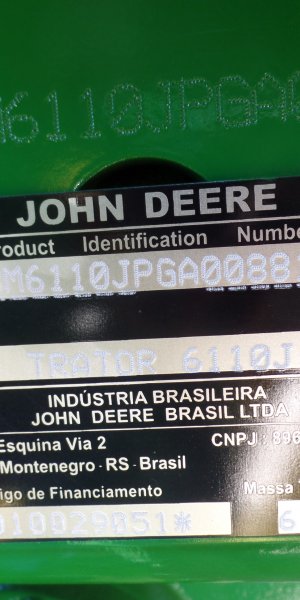 M6110JPGA0
JOHN DEERE
Product Identification Number
M6110JPGA0088
TRATOR 6110J
INDÚSTRIA BRASILEIRA
JOHN DEERE BRASIL LTDA
Esquina Via 2 CNPJ : 896
Montenegro - RS - Brasil
igo de Financiamento Massa
010029051* 6